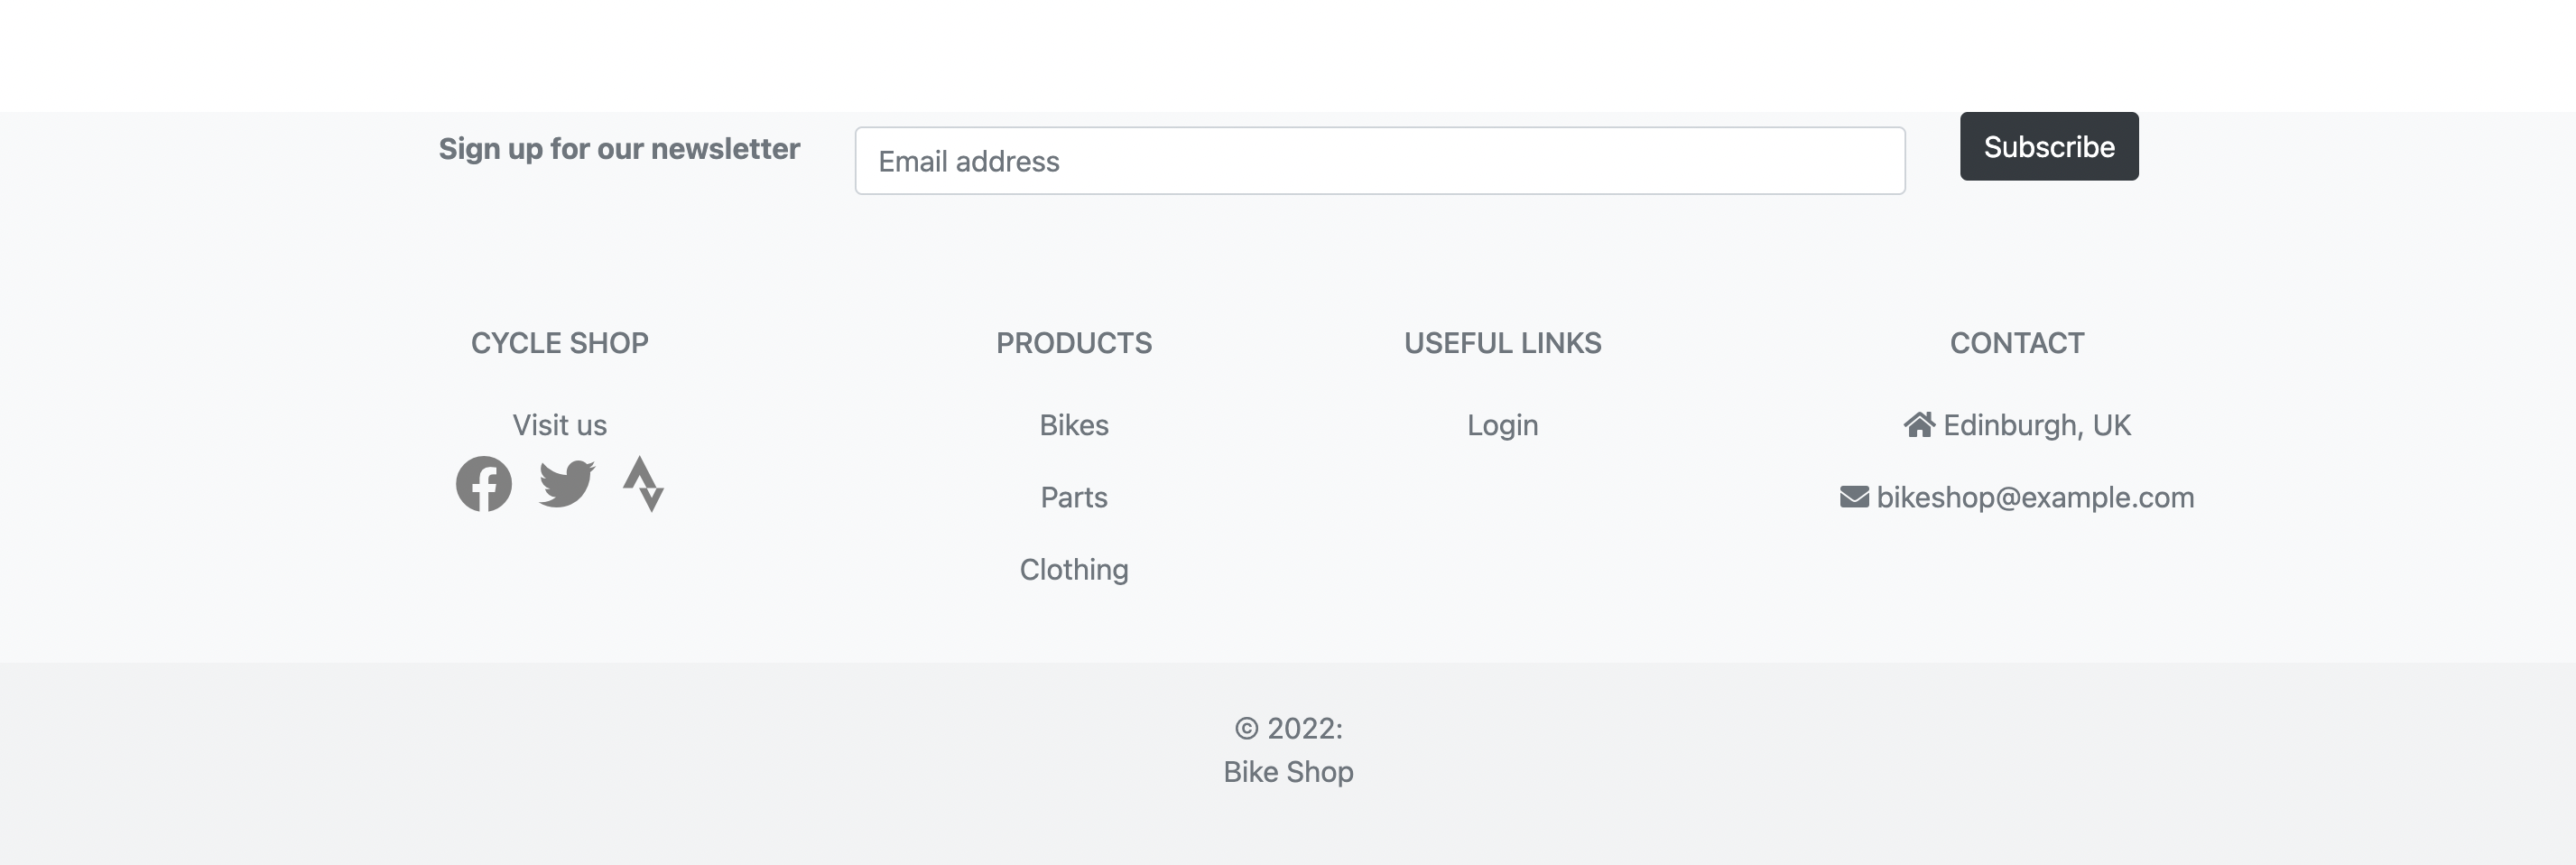 Sign up for our newsletter
Email address
Subscribe
CYCLE SHOP
Visit us
PRODUCTS
Bikes
Parts
Clothing
USEFUL LINKS
Login
CONTACT
Edinburgh, UK
bikeshop@example.com
© 2022:
Bike Shop